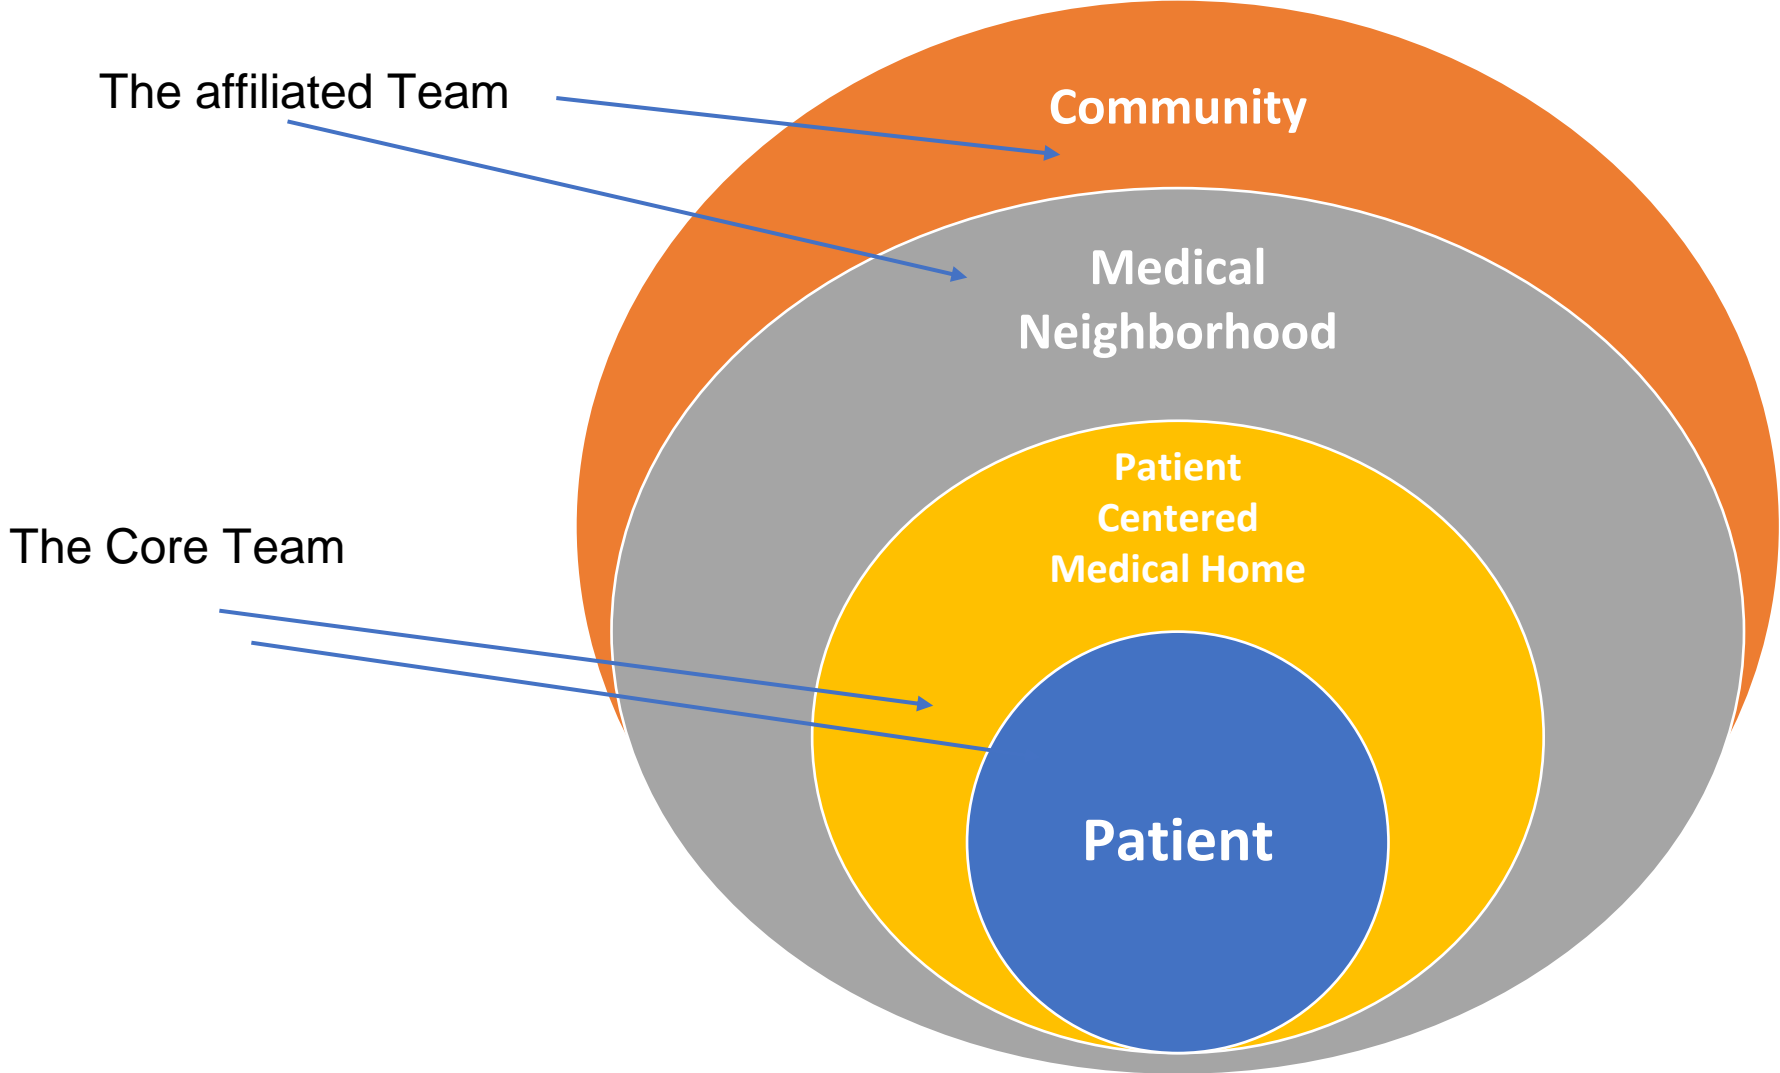 The affiliated Team
Community
Medical
Neighborhood
Patient
Centered
Medical Home
The Core Team
Patient